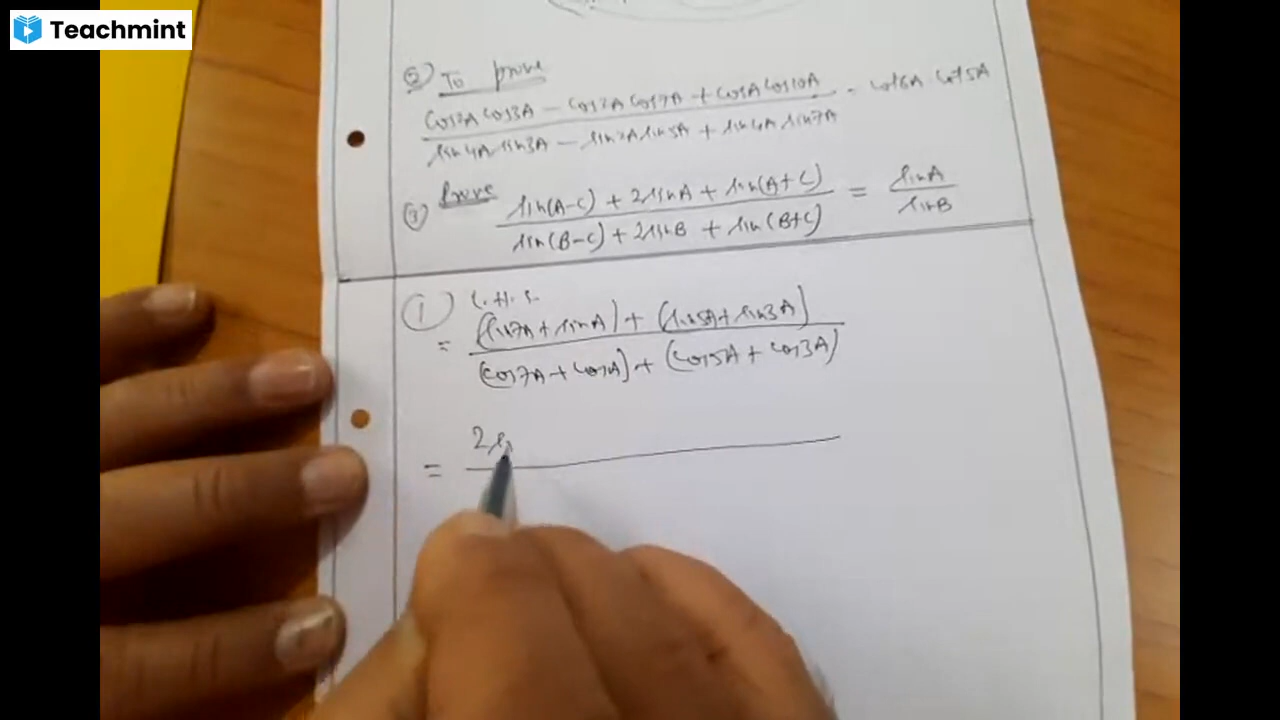 Teachmint
⑤ To prove
cos2A cos3A − cos2A cos7A + cosA cos10A
sin4A sin3A − sin2A sin5A + sin4A sin7A
= cot6A cot5A
Prove
sin(A−C) + 2sinA + sin(A+C) = sinA
sin(B−C) + 2sinB + sin(B+C) sinB
① L.H.S.
= (sin7A + sinA) + (sin5A + sin3A)
(cos7A + cosA) + (cos5A + cos3A)
= 2